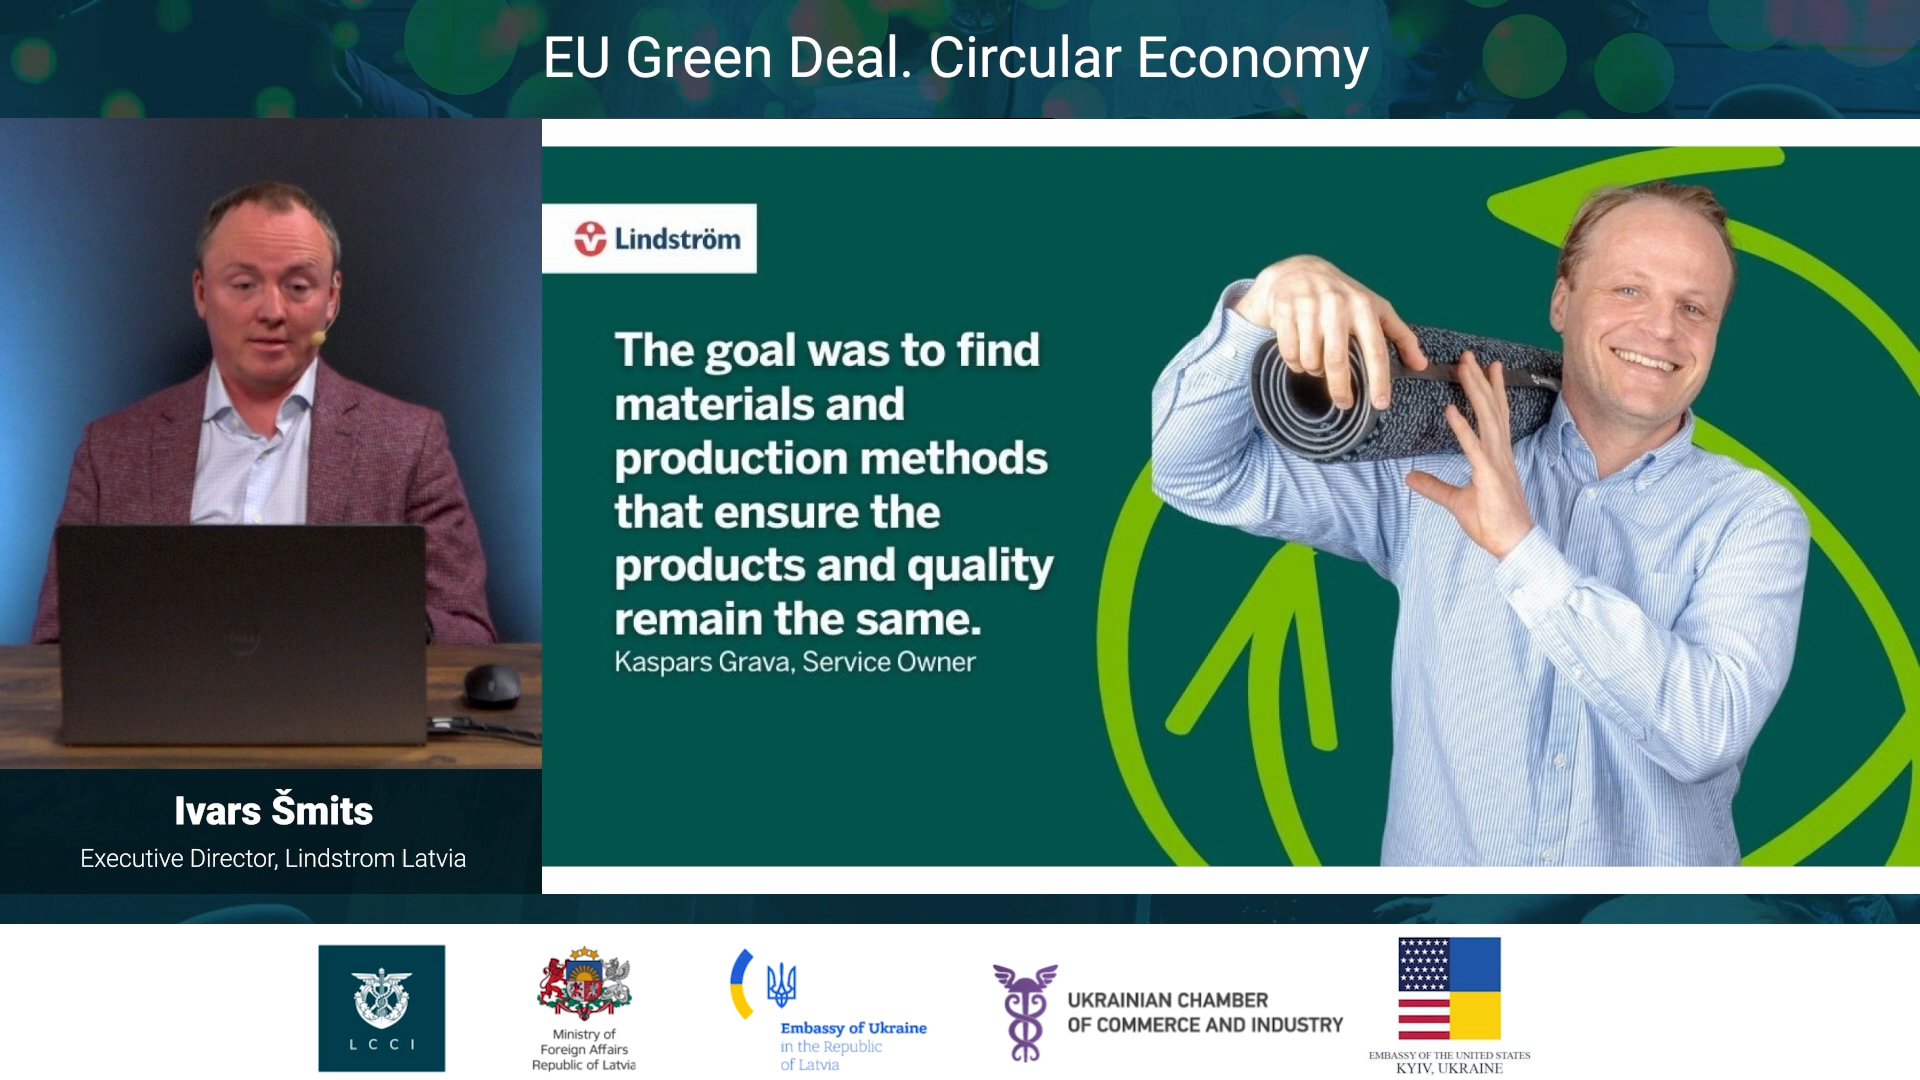 EU Green Deal. Circular Economy
Lindström
The goal was to find
materials and
production methods
that ensure the
products and quality
remain the same.
Kaspars Grava, Service Owner
Ivars Šmits
Executive Director, Lindstrom Latvia
LCCI
Ministry of
Foreign Affairs
Republic of Latvia
Embassy of Ukraine
in the Republic
of Latvia
UKRAINIAN CHAMBER
OF COMMERCE AND INDUSTRY
EMBASSY OF THE UNITED STATES
KYIV, UKRAINE